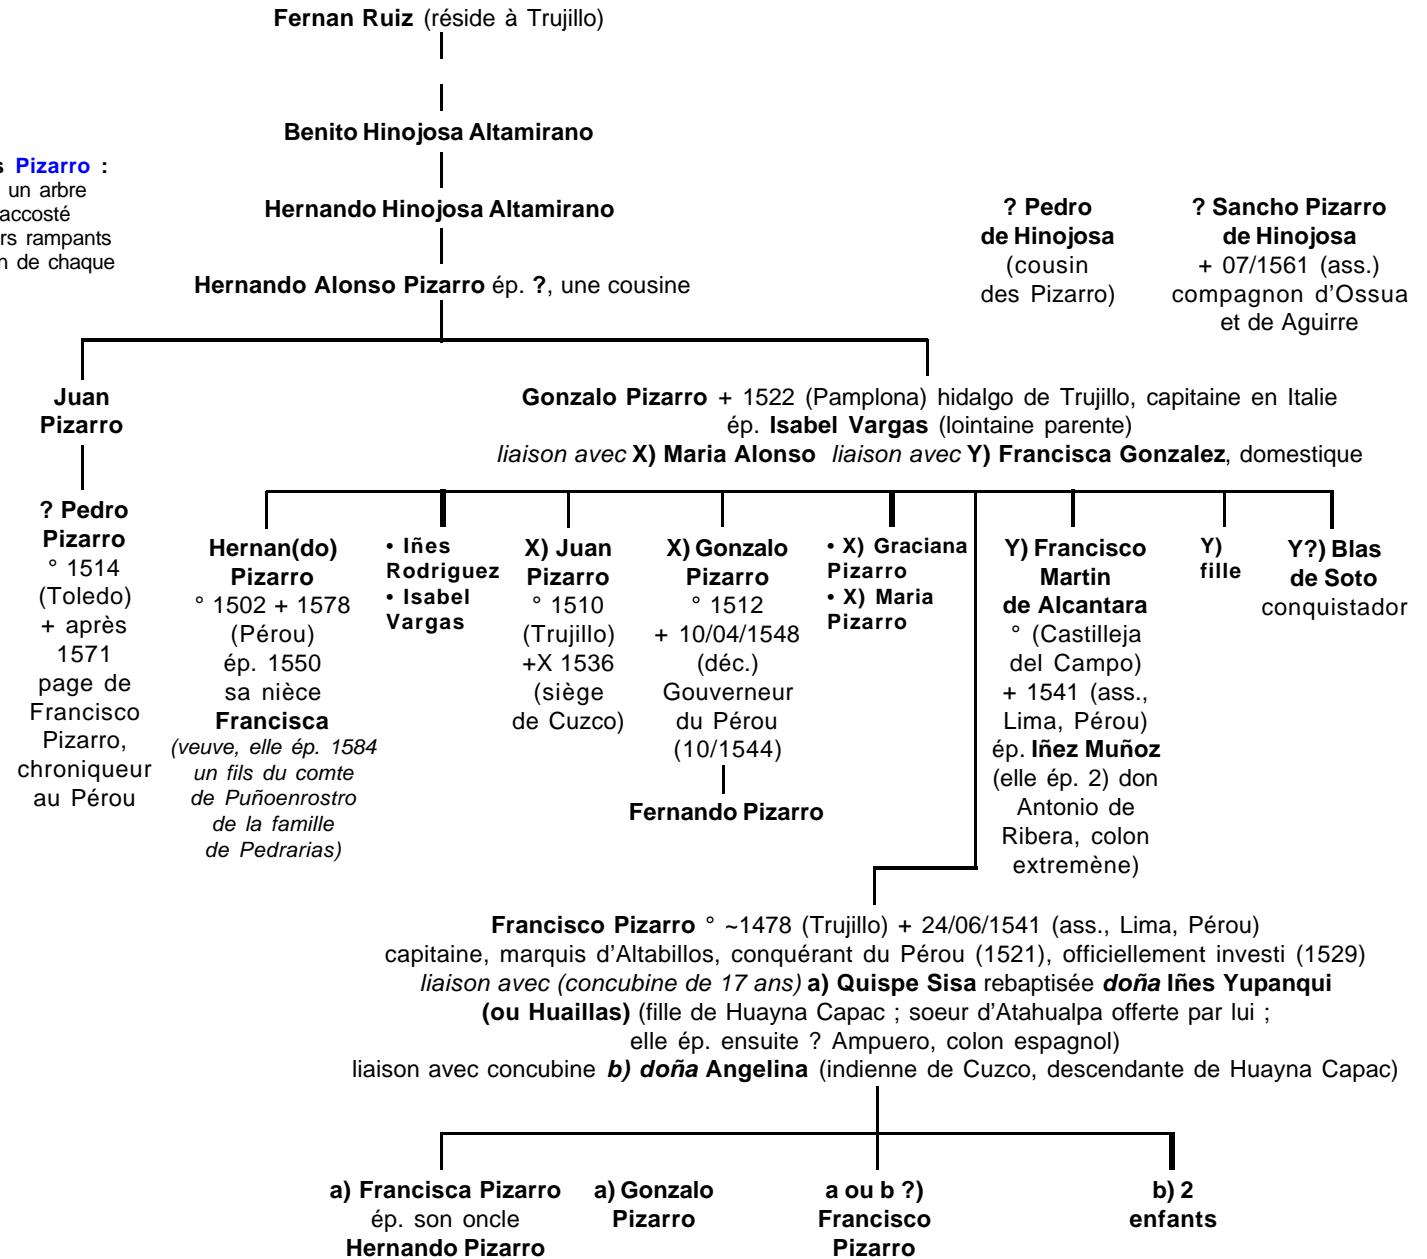 Fernan Ruiz (réside à Trujillo)
Benito Hinojosa Altamirano
Pizarro :
un arbre
accosté
rampants
de chaque
Hernando Hinojosa Altamirano
Hernando Alonso Pizarro ép. ?, une cousine
? Pedro
de Hinojosa
(cousin
des Pizarro)
? Sancho Pizarro
de Hinojosa
+ 07/1561 (ass.)
compagnon d’Ossua
et de Aguirre
Juan
Pizarro
Gonzalo Pizarro + 1522 (Pamplona) hidalgo de Trujillo, capitaine en Italie
ép. Isabel Vargas (lointaine parente)
liaison avec X) Maria Alonso liaison avec Y) Francisca Gonzalez, domestique
? Pedro
Pizarro
° 1514
(Toledo)
+ après
1571
page de
Francisco
Pizarro,
chroniqueur
au Pérou
Hernan(do)
Pizarro
° 1502 + 1578
(Pérou)
ép. 1550
sa nièce
Francisca
(veuve, elle ép. 1584
un fils du comte
de Puñoenrostro
de la famille
de Pedrarias)
• Iñes
Rodriguez
• Isabel
Vargas
X) Juan
Pizarro
° 1510
(Trujillo)
+X 1536
(siège
de Cuzco)
X) Gonzalo
Pizarro
° 1512
+ 10/04/1548
(déc.)
Gouverneur
du Pérou
(10/1544)
Fernando Pizarro
• X) Graciana
Pizarro
• X) Maria
Pizarro
Y) Francisco
Martin
de Alcantara
° (Castilleja
del Campo)
+ 1541 (ass.,
Lima, Pérou)
ép. Iñez Muñoz
(elle ép. 2) don
Antonio de
Ribera, colon
extremène)
Y)
fille
Y?) Blas
de Soto
conquistador
Francisco Pizarro ° ~1478 (Trujillo) + 24/06/1541 (ass., Lima, Pérou)
capitaine, marquis d’Altabillos, conquérant du Pérou (1521), officiellement investi (1529)
liaison avec (concubine de 17 ans) a) Quispe Sisa rebaptisée doña Iñes Yupanqui
(ou Huaillas) (fille de Huayna Capac ; soeur d’Atahualpa offerte par lui ;
elle ép. ensuite ? Ampuero, colon espagnol)
liaison avec concubine b) doña Angelina (indienne de Cuzco, descendante de Huayna Capac)
a) Francisca Pizarro
ép. son oncle
Hernando Pizarro
a) Gonzalo
Pizarro
a ou b ?)
Francisco
Pizarro
b) 2
enfants